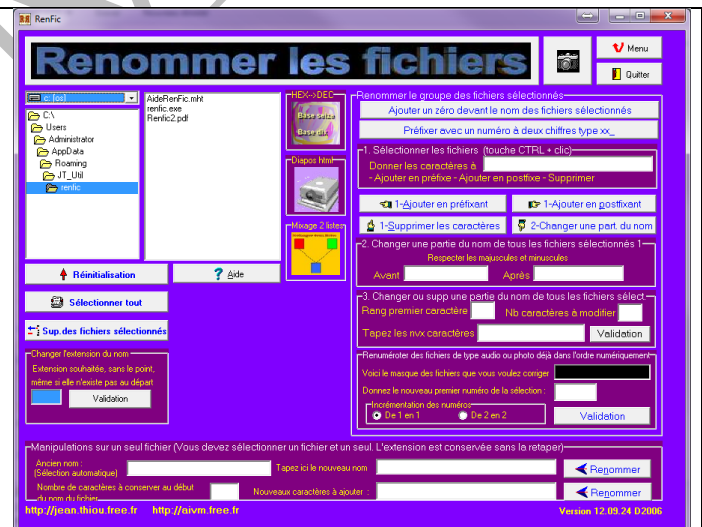 RenFic
Renommer les fichiers
Menu
Quitter
c: [os]
C:\
Users
Administrator
AppData
Roaming
JT_Util
renfic
AideRenFic.mht
renfic.exe
Renfic2.pdf
HEX->DEC
Base seize
Base dix
Diapos html
Mixage 2 listes
Réinitialisation
Aide
Sélectionner tout
Sup.des fichiers sélectionnés
Changer l'extension du nom
Extension souhaitée, sans le point,
même si elle n'existe pas au départ
Validation
Renommer le groupe des fichiers sélectionnés
Ajouter un zéro devant le nom des fichiers sélectionnés
Préfixer avec un numéro à deux chiffres type xx_
1. Sélectionner les fichiers (touche CTRL + clic)
Donner les caractères à
- Ajouter en préfixe - Ajouter en postfixe - Supprimer
1-Ajouter en préfixant
1-Ajouter en postfixant
1-Supprimer les caractères
2-Changer une part. du nom
2. Changer une partie du nom de tous les fichiers sélectionnés 1
Respecter les majuscules et minuscules
Avant
Après
3. Changer ou supp une partie du nom de tous les fichiers sélect.
Rang premier caractère
Nb caractères à modifier
Tapez les nvx caractères
Validation
Renuméroter des fichiers de type audio ou photo déjà dans l'ordre numériquement
Voici le masque des fichiers que vous voulez corriger
Donnez le nouveau premier numéro de la sélection :
Incrémentation des numéros
De 1 en 1
De 2 en 2
Validation
Manipulations sur un seul fichier (Vous devez sélectionner un fichier et un seul. L'extension est conservée sans la retaper)
Ancien nom :
(Sélection automatique)
Tapez ici le nouveau nom
Renommer
Nombre de caractères à conserver au début
du nom du fichier
Nouveaux caractères à ajouter :
Renommer
http://jean.thiou.free.fr
http://aivm.free.fr
Version 12.09.24 D2006